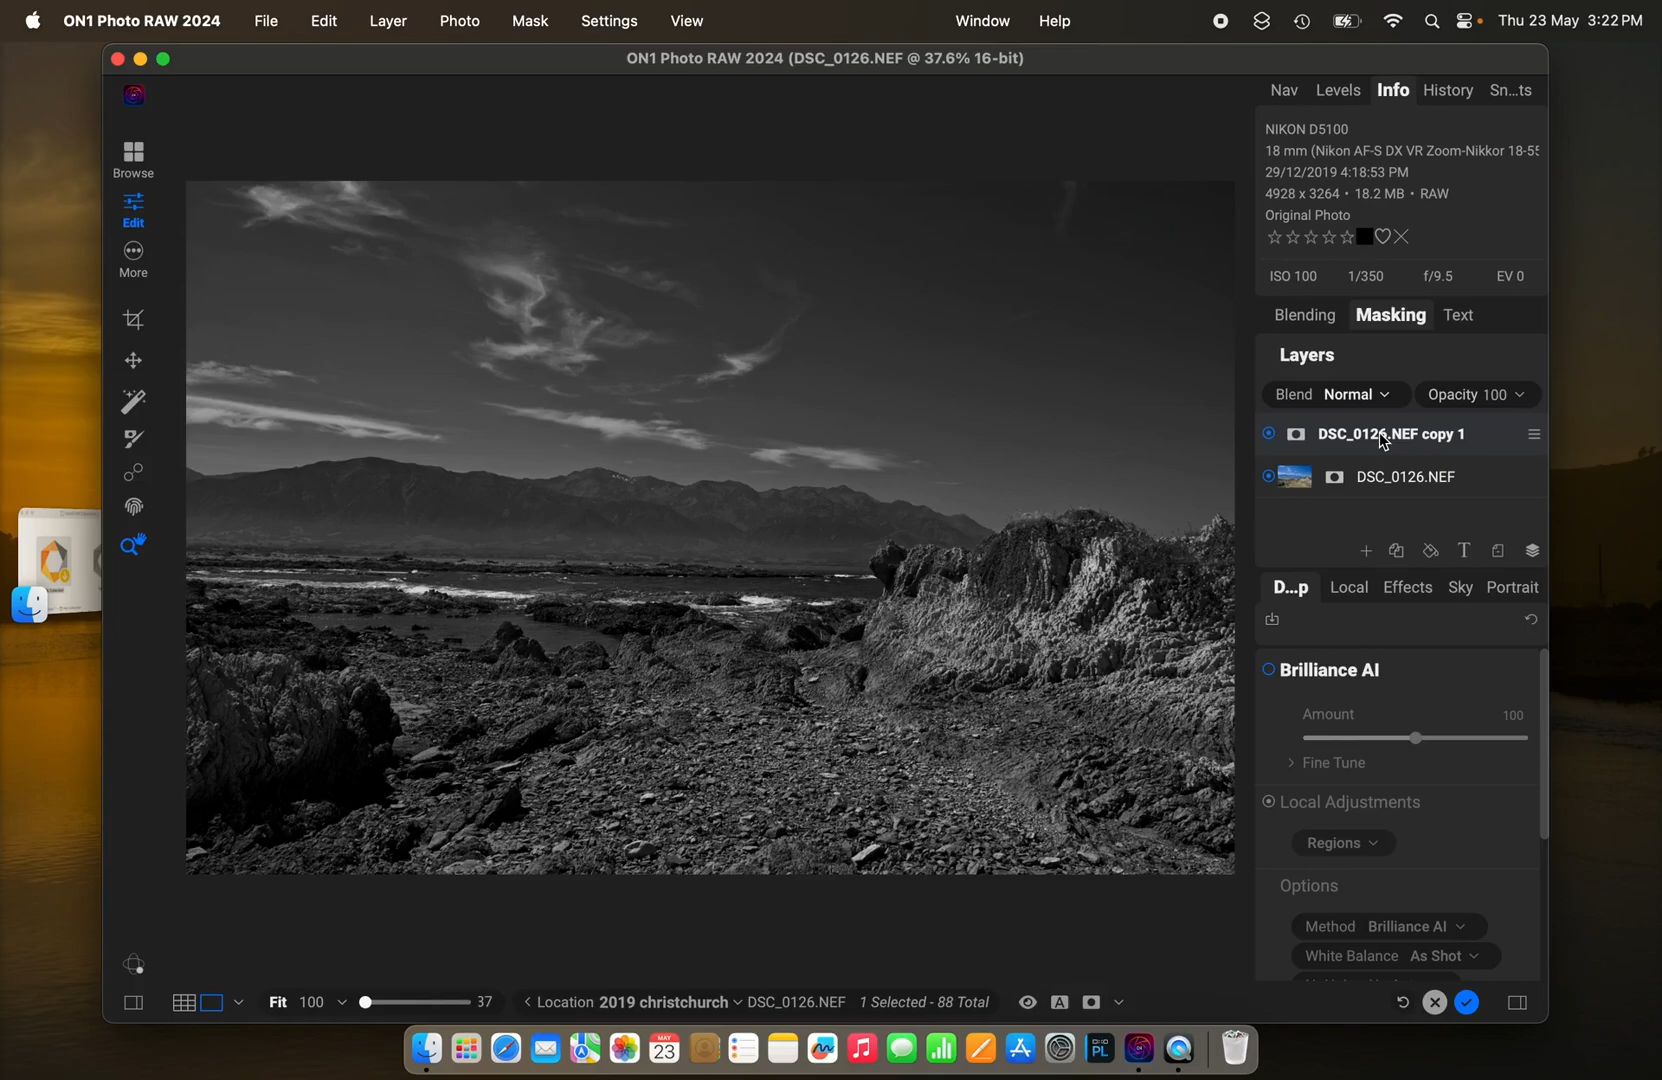 ON1 Photo RAW 2024 File Edit Layer Photo Mask Settings View Window Help Thu 23 May 3:22 PM
ON1 Photo RAW 2024 (DSC_0126.NEF @ 37.6% 16-bit)
Nav Levels Info History Sn...ts
NIKON D5100
18 mm (Nikon AF-S DX VR Zoom-Nikkor 18-55
29/12/2019 4:18:53 PM
4928 x 3264 • 18.2 MB • RAW
Original Photo
ISO 100 1/350 f/9.5 EV 0
Blending Masking Text
Layers
Blend Normal Opacity 100
DSC_0126.NEF copy 1
DSC_0126.NEF
D...p Local Effects Sky Portrait
Brilliance AI
Amount 100
> Fine Tune
Local Adjustments
Regions
Options
Method Brilliance AI
White Balance As Shot
Browse
Edit
More
Fit 100 37 < Location 2019 christchurch DSC_0126.NEF 1 Selected - 88 Total
A
MAY
23
PL